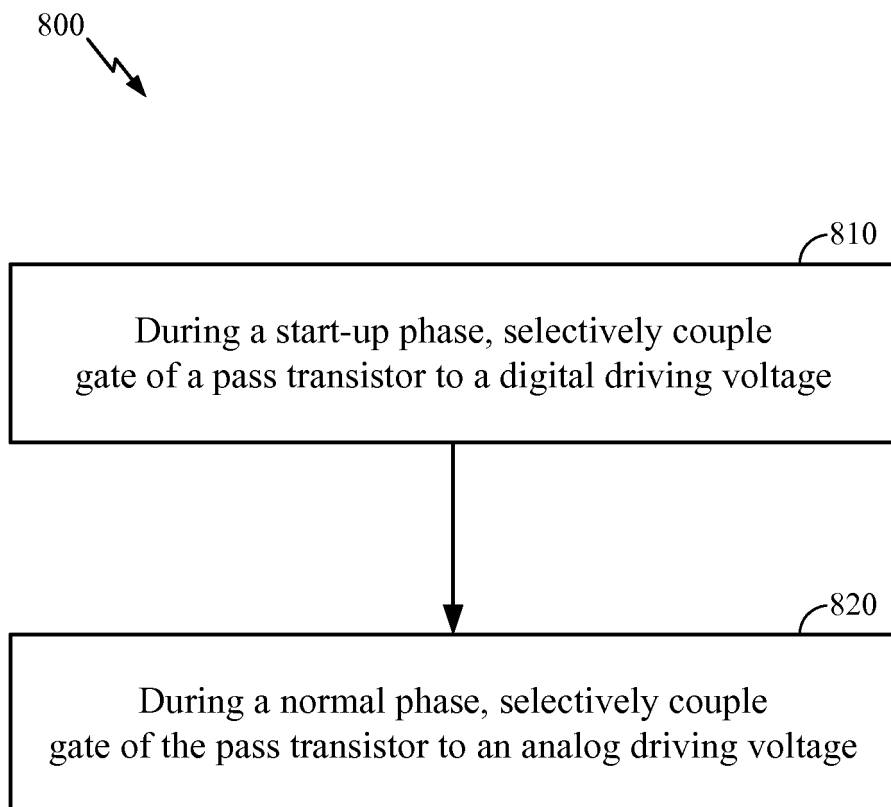 800
810
During a start-up phase, selectively couple
gate of a pass transistor to a digital driving voltage
820
During a normal phase, selectively couple
gate of the pass transistor to an analog driving voltage